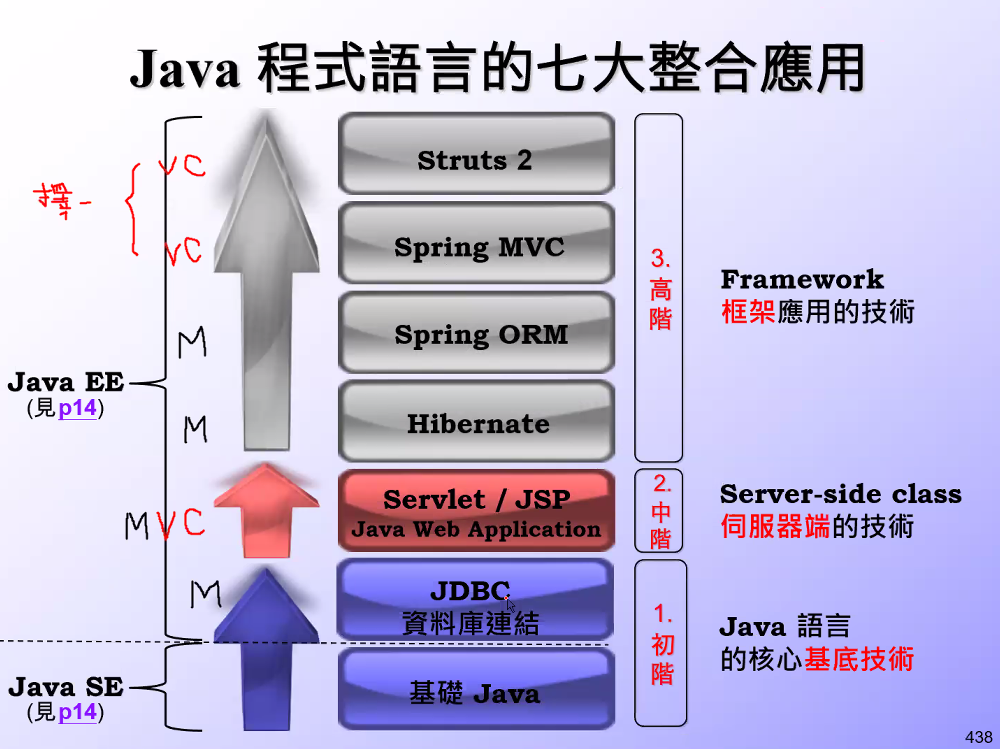 Java 程式語言的七大整合應用
VC
擇一
VC
M
M
MVC
M
Java EE
(見p14)
Java SE
(見p14)
Struts 2
Spring MVC
Spring ORM
Hibernate
Servlet / JSP
Java Web Application
JDBC
資料庫連結
基礎 Java
3.
高
階
2.
中
階
1.
初
階
Framework
框架應用的技術
Server-side class
伺服器端的技術
Java 語言
的核心基底技術
438